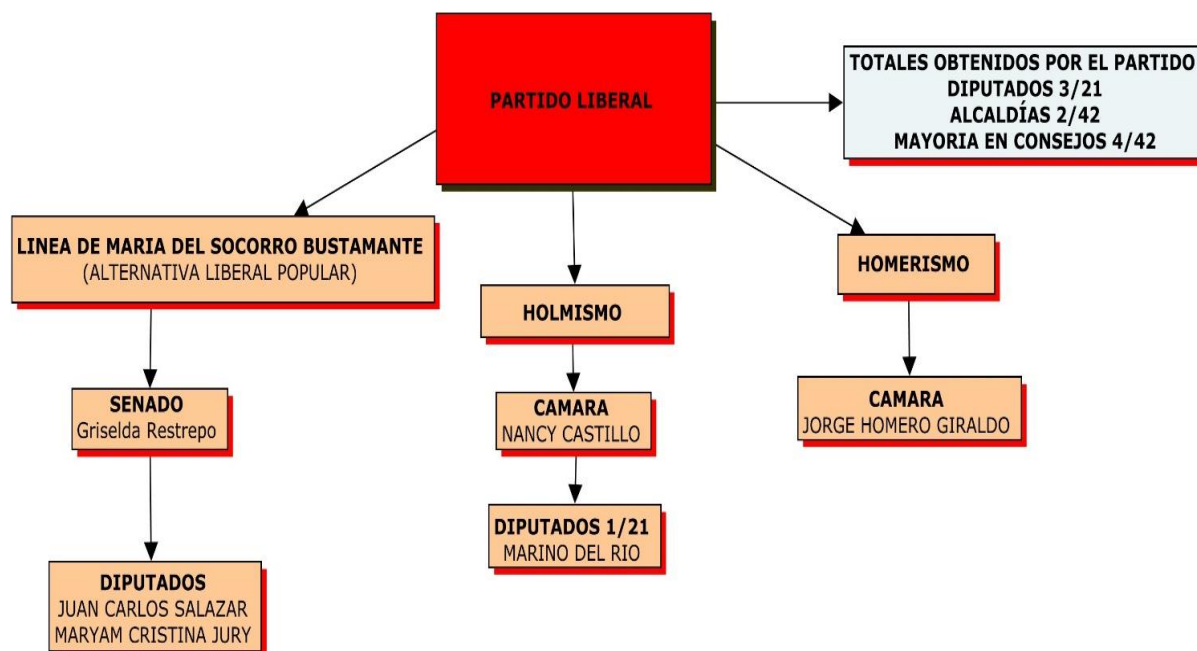 PARTIDO LIBERAL
TOTALES OBTENIDOS POR EL PARTIDO
DIPUTADOS 3/21
ALCALDÍAS 2/42
MAYORIA EN CONSEJOS 4/42
LINEA DE MARIA DEL SOCORRO BUSTAMANTE
(ALTERNATIVA LIBERAL POPULAR)
SENADO
Griselda Restrepo
DIPUTADOS
JUAN CARLOS SALAZAR
MARYAM CRISTINA JURY
HOLMISMO
CAMARA
NANCY CASTILLO
DIPUTADOS 1/21
MARINO DEL RIO
HOMERISMO
CAMARA
JORGE HOMERO GIRALDO